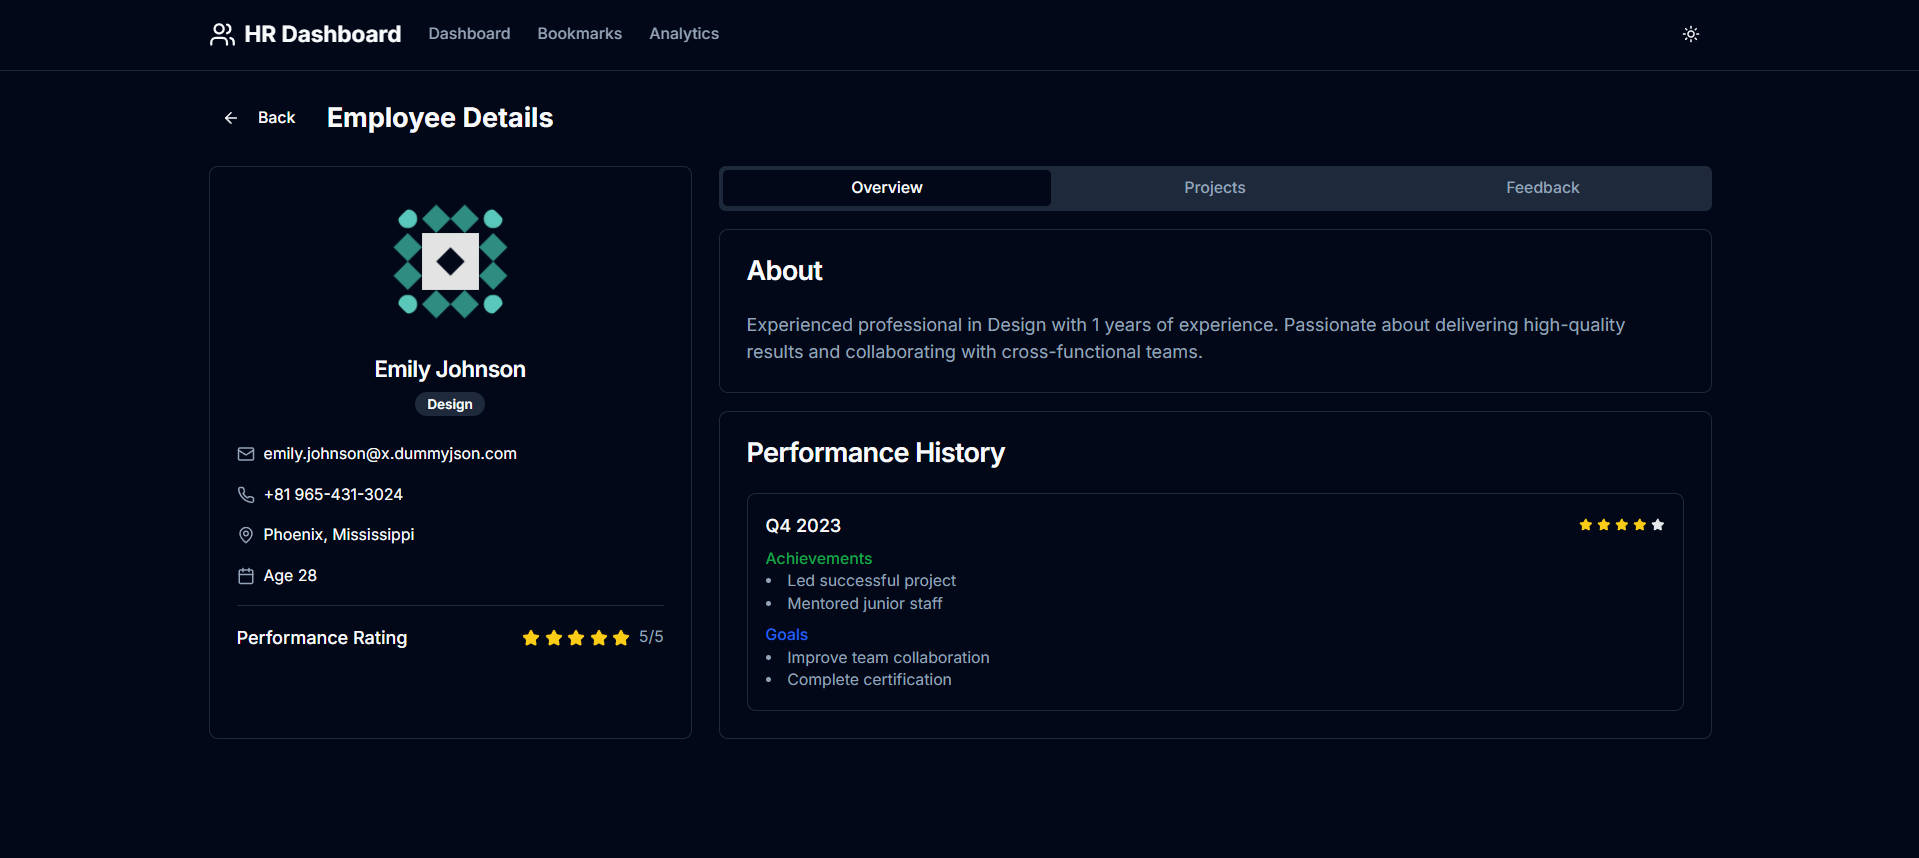 HR Dashboard
Dashboard
Bookmarks
Analytics
Back
Employee Details
Emily Johnson
Design
emily.johnson@x.dummyjson.com
+81 965-431-3024
Phoenix, Mississippi
Age 28
Performance Rating
5/5
Overview
Projects
Feedback
About
Experienced professional in Design with 1 years of experience. Passionate about delivering high-quality
results and collaborating with cross-functional teams.
Performance History
Q4 2023
Achievements
• Led successful project
• Mentored junior staff
Goals
• Improve team collaboration
• Complete certification